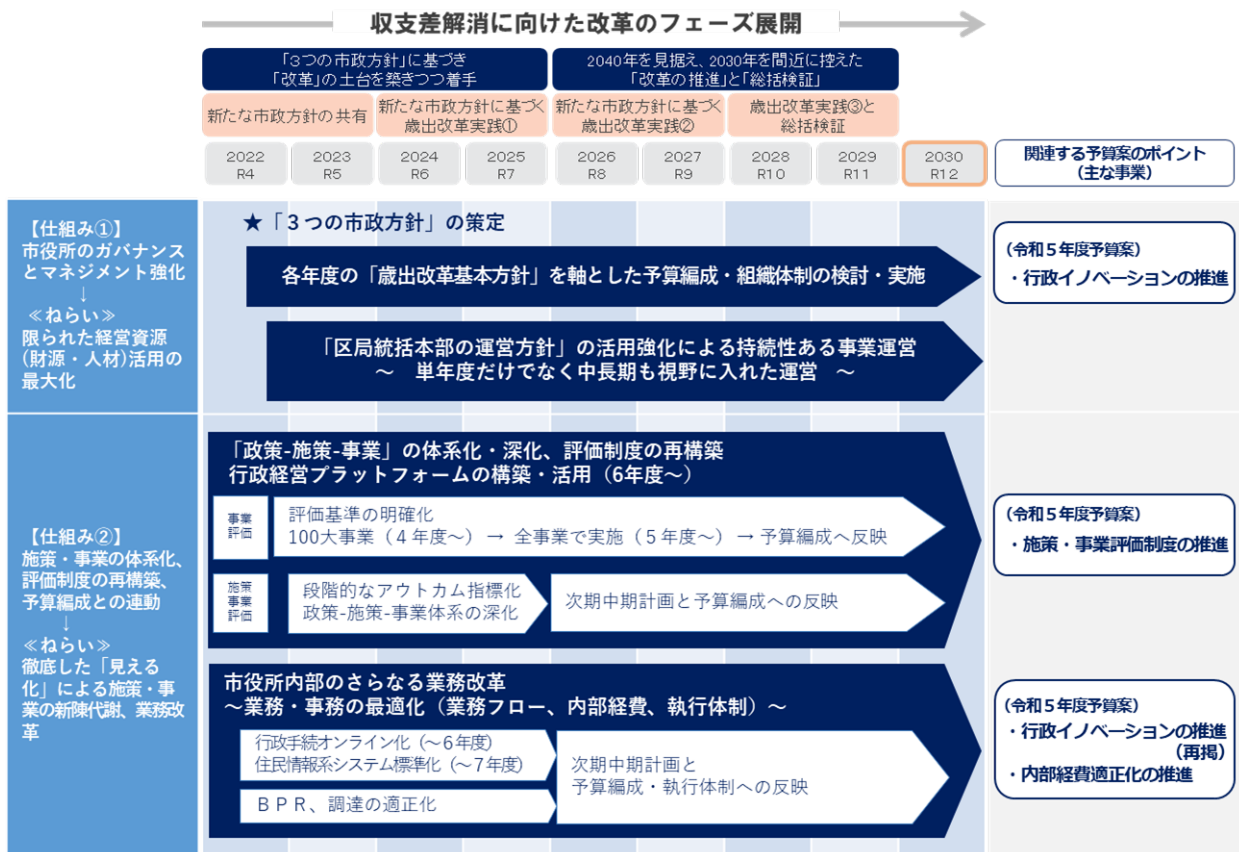 収支差解消に向けた改革のフェーズ展開
「3つの市政方針」に基づき
「改革」の土台を築きつつ着手
2040年を見据え、2030年を間近に控えた
「改革の推進」と「総括検証」
新たな市政方針の共有
新たな市政方針に基づく
歳出改革実践①
新たな市政方針に基づく
歳出改革実践②
歳出改革実践③と
総括検証
2022
R4
2023
R5
2024
R6
2025
R7
2026
R8
2027
R9
2028
R10
2029
R11
2030
R12
関連する予算案のポイント
(主な事業)
【仕組み①】
市役所のガバナンス
とマネジメント強化
↓
≪ねらい≫
限られた経営資源
(財源・人材)活用の
最大化
★「３つの市政方針」の策定
各年度の「歳出改革基本方針」を軸とした予算編成・組織体制の検討・実施
「区局統括本部の運営方針」の活用強化による持続性ある事業運営
～　単年度だけでなく中長期も視野に入れた運営　～
(令和５年度予算案)
・行政イノベーションの推進
【仕組み②】
施策・事業の体系化、
評価制度の再構築、
予算編成との連動
↓
≪ねらい≫
徹底した「見える
化」による施策・事
業の新陳代謝、業務改
革
「政策-施策-事業」の体系化・深化、評価制度の再構築
行政経営プラットフォームの構築・活用（6年度～）
事業
評価
評価基準の明確化
100大事業（４年度～）→ 全事業で実施（５年度～）→ 予算編成へ反映
施策
事業
評価
段階的なアウトカム指標化
政策-施策-事業体系の深化
次期中期計画と予算編成への反映
(令和５年度予算案)
・施策・事業評価制度の推進
市役所内部のさらなる業務改革
～業務・事務の最適化（業務フロー、内部経費、執行体制）～
行政手続オンライン化（～６年度）
住民情報系システム標準化（～７年度）
ＢＰＲ、調達の適正化
次期中期計画と
予算編成・執行体制への反映
(令和５年度予算案)
・行政イノベーションの推進
(再掲)
・内部経費適正化の推進